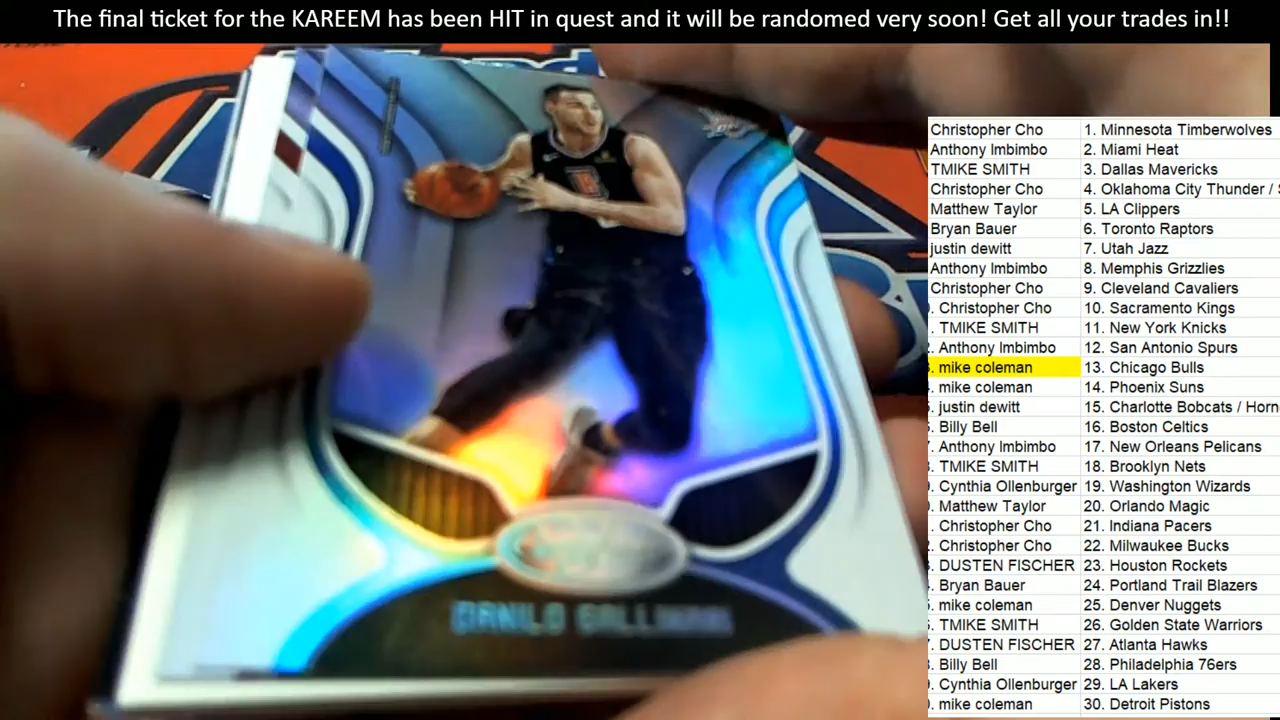 The final ticket for the KAREEM has been HIT in quest and it will be randomed very soon! Get all your trades in!!
Christopher Cho 1. Minnesota Timberwolves
Anthony Imbimbo 2. Miami Heat
TMIKE SMITH 3. Dallas Mavericks
Christopher Cho 4. Oklahoma City Thunder /
Matthew Taylor 5. LA Clippers
Bryan Bauer 6. Toronto Raptors
justin dewitt 7. Utah Jazz
Anthony Imbimbo 8. Memphis Grizzlies
Christopher Cho 9. Cleveland Cavaliers
. Christopher Cho 10. Sacramento Kings
. TMIKE SMITH 11. New York Knicks
. Anthony Imbimbo 12. San Antonio Spurs
. mike coleman 13. Chicago Bulls
. mike coleman 14. Phoenix Suns
. justin dewitt 15. Charlotte Bobcats / Horn
. Billy Bell 16. Boston Celtics
. Anthony Imbimbo 17. New Orleans Pelicans
. TMIKE SMITH 18. Brooklyn Nets
. Cynthia Ollenburger 19. Washington Wizards
. Matthew Taylor 20. Orlando Magic
. Christopher Cho 21. Indiana Pacers
. Christopher Cho 22. Milwaukee Bucks
. DUSTEN FISCHER 23. Houston Rockets
. Bryan Bauer 24. Portland Trail Blazers
. mike coleman 25. Denver Nuggets
. TMIKE SMITH 26. Golden State Warriors
. DUSTEN FISCHER 27. Atlanta Hawks
. Billy Bell 28. Philadelphia 76ers
. Cynthia Ollenburger 29. LA Lakers
. mike coleman 30. Detroit Pistons
DANILO GALLINARI